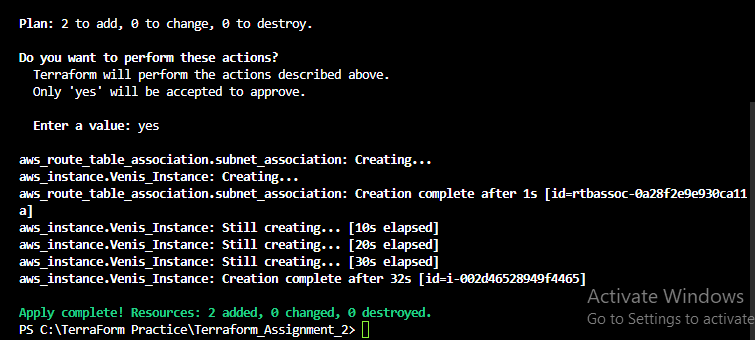 Plan: 2 to add, 0 to change, 0 to destroy.
Do you want to perform these actions?
Terraform will perform the actions described above.
Only 'yes' will be accepted to approve.
Enter a value: yes
aws_route_table_association.subnet_association: Creating...
aws_instance.Venis_Instance: Creating...
aws_route_table_association.subnet_association: Creation complete after 1s [id=rtbassoc-0a28f2e9e930ca11
a]
aws_instance.Venis_Instance: Still creating... [10s elapsed]
aws_instance.Venis_Instance: Still creating... [20s elapsed]
aws_instance.Venis_Instance: Still creating... [30s elapsed]
aws_instance.Venis_Instance: Creation complete after 32s [id=i-002d46528949f4465]
Apply complete! Resources: 2 added, 0 changed, 0 destroyed.
PS C:\TerraForm Practice\Terraform_Assignment_2>
Activate Windows
Go to Settings to activate